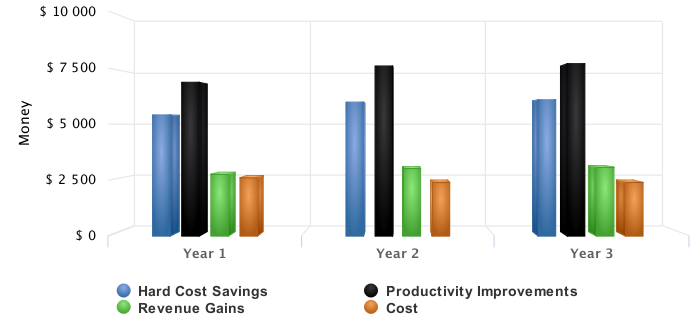 $ 10 000
$ 7 500
$ 5 000
$ 2 500
$ 0
Money
Year 1
Year 2
Year 3
Hard Cost Savings
Productivity Improvements
Revenue Gains
Cost